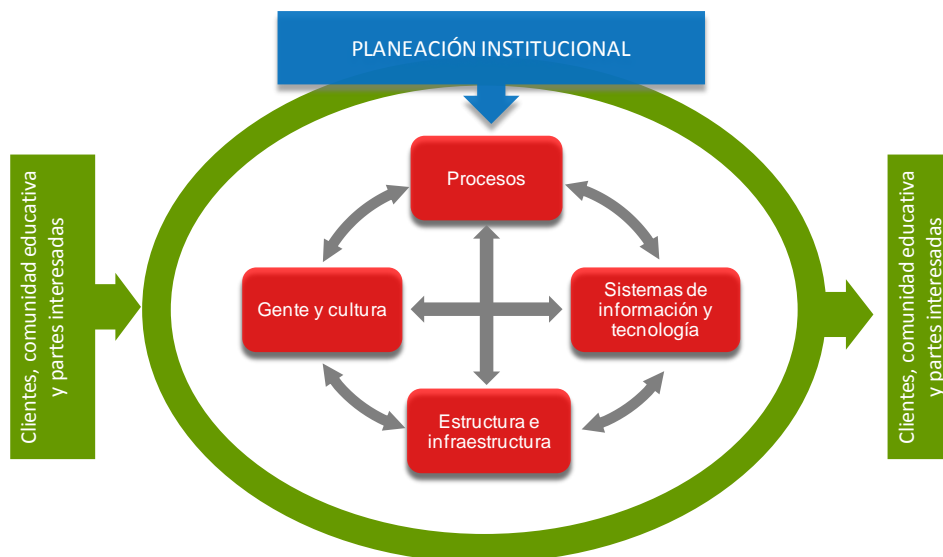 PLANEACIÓN INSTITUCIONAL
Clientes, comunidad educativa
y partes interesadas
Procesos
Gente y cultura
Sistemas de
información y
tecnología
Estructura e
infraestructura
Clientes, comunidad educativa
y partes interesadas